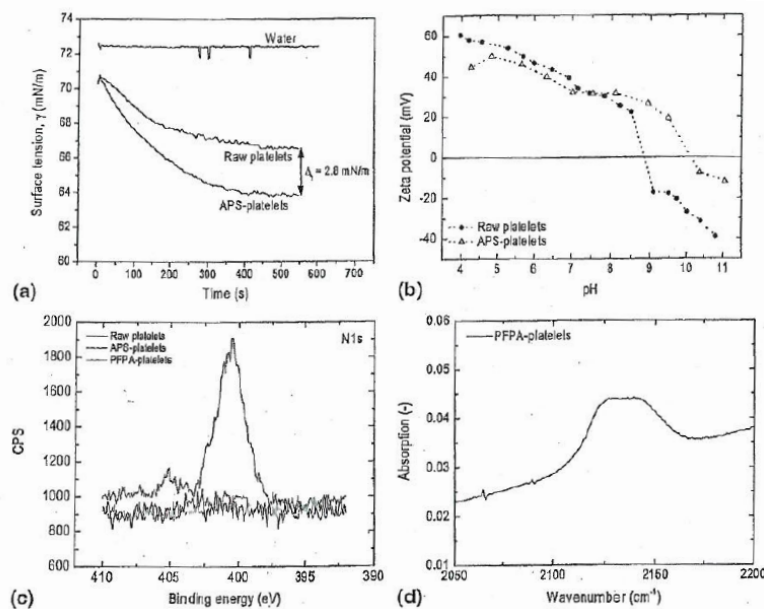 Surface tension, γ (mN/m)
74
72
70
68
66
64
62
60
Water
Raw platelets
APS-platelets
= 2.8 mN/m
0 100 200 300 400 500 600 700
Time (s)
(a)
Zeta potential (mV)
60
40
20
0
-20
-40
Raw platelets
APS-platelets
4 5 6 7 8 9 10 11
pH
(b)
CPS
2000
1800
1600
1400
1200
1000
800
600
Raw platelets
APS-platelets
PFPA-platelets
N1s
410 405 400 395 390
Binding energy (eV)
(c)
Absorption (-)
0.06
0.05
0.04
0.03
0.02
0.01
PFPA-platelets
2050 2100 2150 2200
Wavenumber (cm⁻¹)
(d)